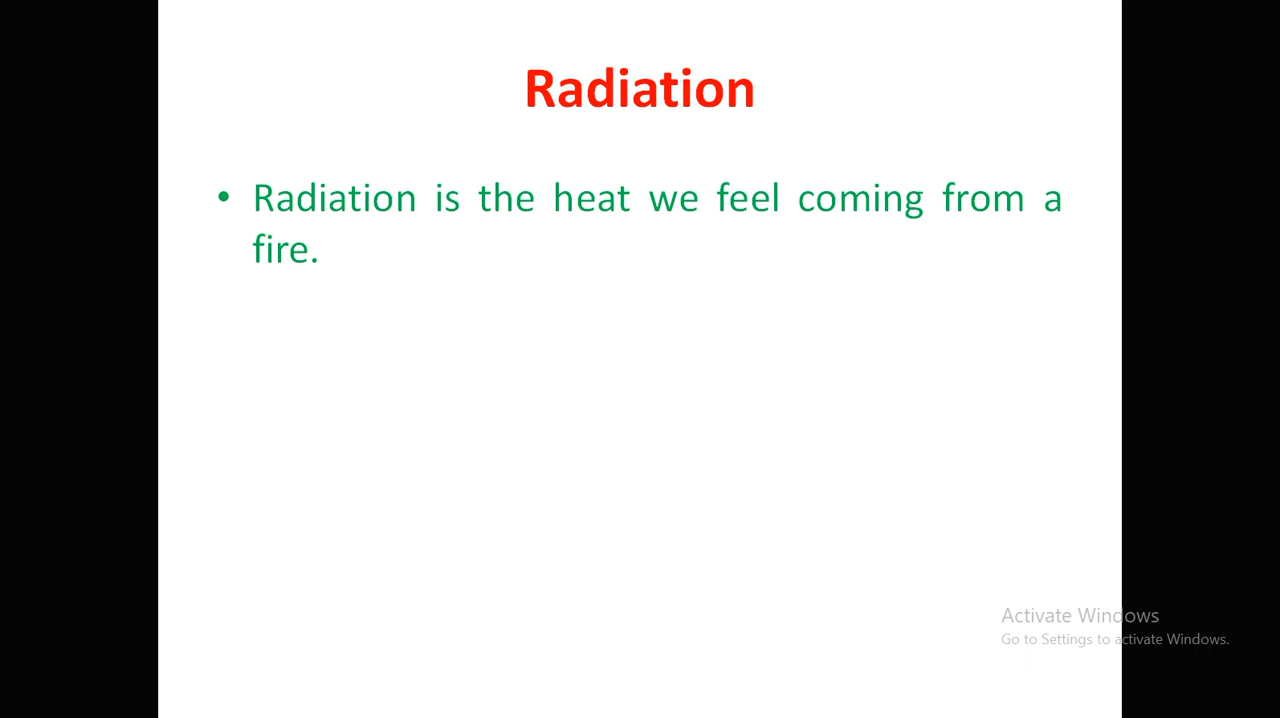 Radiation
• Radiation is the heat we feel coming from a
fire.
Activate Windows
Go to Settings to activate Windows.